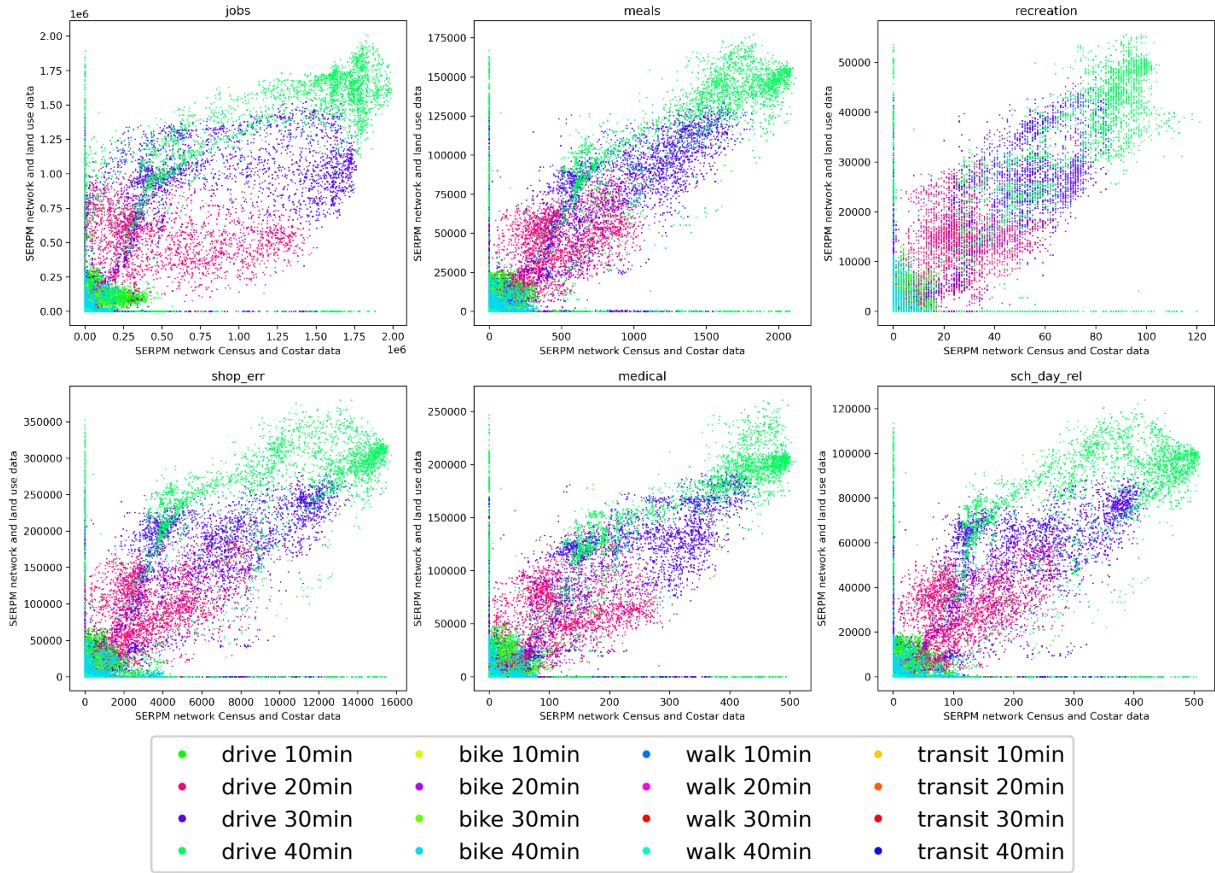 jobs
1e6
2.00
1.75
1.50
1.25
1.00
0.75
0.50
0.25
0.00
SERPM network and land use data
0.00 0.25 0.50 0.75 1.00 1.25 1.50 1.75 2.00
SERPM network Census and Costar data
1e6
meals
175000
150000
125000
100000
75000
50000
25000
0
SERPM network and land use data
0 500 1000 1500 2000
SERPM network Census and Costar data
recreation
50000
40000
30000
20000
10000
0
SERPM network and land use data
0 20 40 60 80 100 120
SERPM network Census and Costar data
shop_err
350000
300000
250000
200000
150000
100000
50000
0
SERPM network and land use data
0 2000 4000 6000 8000 10000 12000 14000 16000
SERPM network Census and Costar data
medical
250000
200000
150000
100000
50000
0
SERPM network and land use data
0 100 200 300 400 500
SERPM network Census and Costar data
sch_day_rel
120000
100000
80000
60000
40000
20000
0
SERPM network and land use data
0 100 200 300 400 500
SERPM network Census and Costar data
drive 10min bike 10min walk 10min transit 10min
drive 20min bike 20min walk 20min transit 20min
drive 30min bike 30min walk 30min transit 30min
drive 40min bike 40min walk 40min transit 40min